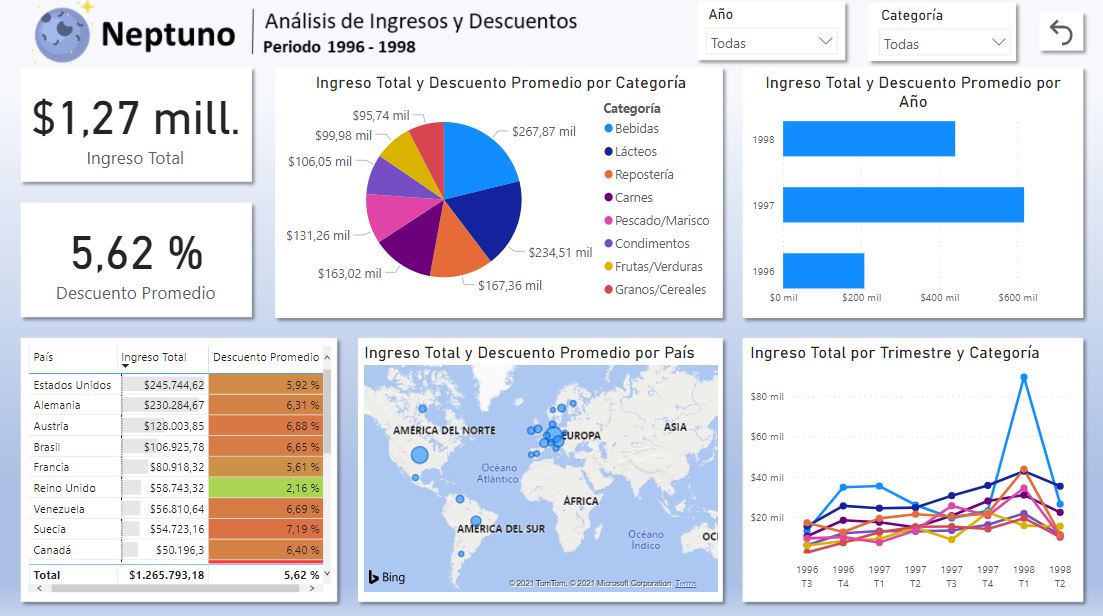 Neptuno
Análisis de Ingresos y Descuentos
Periodo 1996 - 1998
Año
Todas
Categoría
Todas
$1,27 mill.
Ingreso Total
5,62 %
Descuento Promedio
Ingreso Total y Descuento Promedio por Categoría
$267,87 mil
$234,51 mil
$167,36 mil
$163,02 mil
$131,26 mil
$106,05 mil
$99,98 mil
$95,74 mil
Categoría
Bebidas
Lácteos
Repostería
Carnes
Pescado/Marisco
Condimentos
Frutas/Verduras
Granos/Cereales
Ingreso Total y Descuento Promedio por
Año
1998
1997
1996
$0 mil $200 mil $400 mil $600 mil
País Ingreso Total Descuento Promedio
Estados Unidos $245.744,62 5,92 %
Alemania $230.284,67 6,31 %
Austria $128.003,85 6,88 %
Brasil $106.925,78 6,65 %
Francia $80.918,32 5,61 %
Reino Unido $58.743,32 2,16 %
Venezuela $56.810,64 6,69 %
Suecia $54.723,16 7,19 %
Canadá $50.196,3 6,40 %
Total $1.265.793,18 5,62 %
Ingreso Total y Descuento Promedio por País
AMÉRICA DEL NORTE
EUROPA
ASIA
Océano
Atlántico
ÁFRICA
AMÉRICA DEL SUR
Océano
Índico
OC
Bing
© 2021 TomTom, © 2021 Microsoft Corporation Terms
Ingreso Total por Trimestre y Categoría
$80 mil
$60 mil
$40 mil
$20 mil
1996 1996 1997 1997 1997 1997 1998 1998
T3 T4 T1 T2 T3 T4 T1 T2